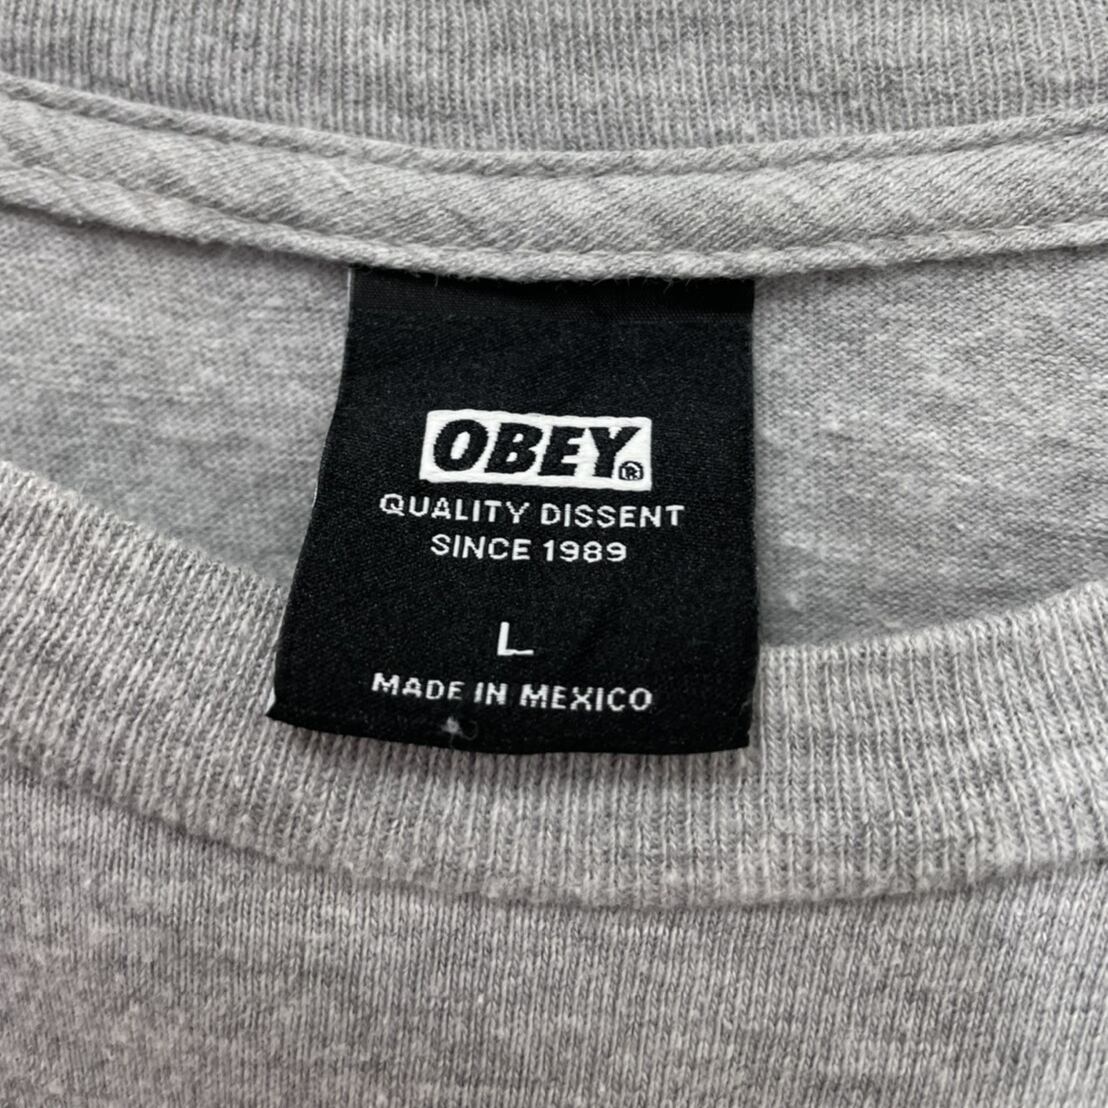 OBEY®
QUALITY DISSENT
SINCE 1989
L
MADE IN MEXICO